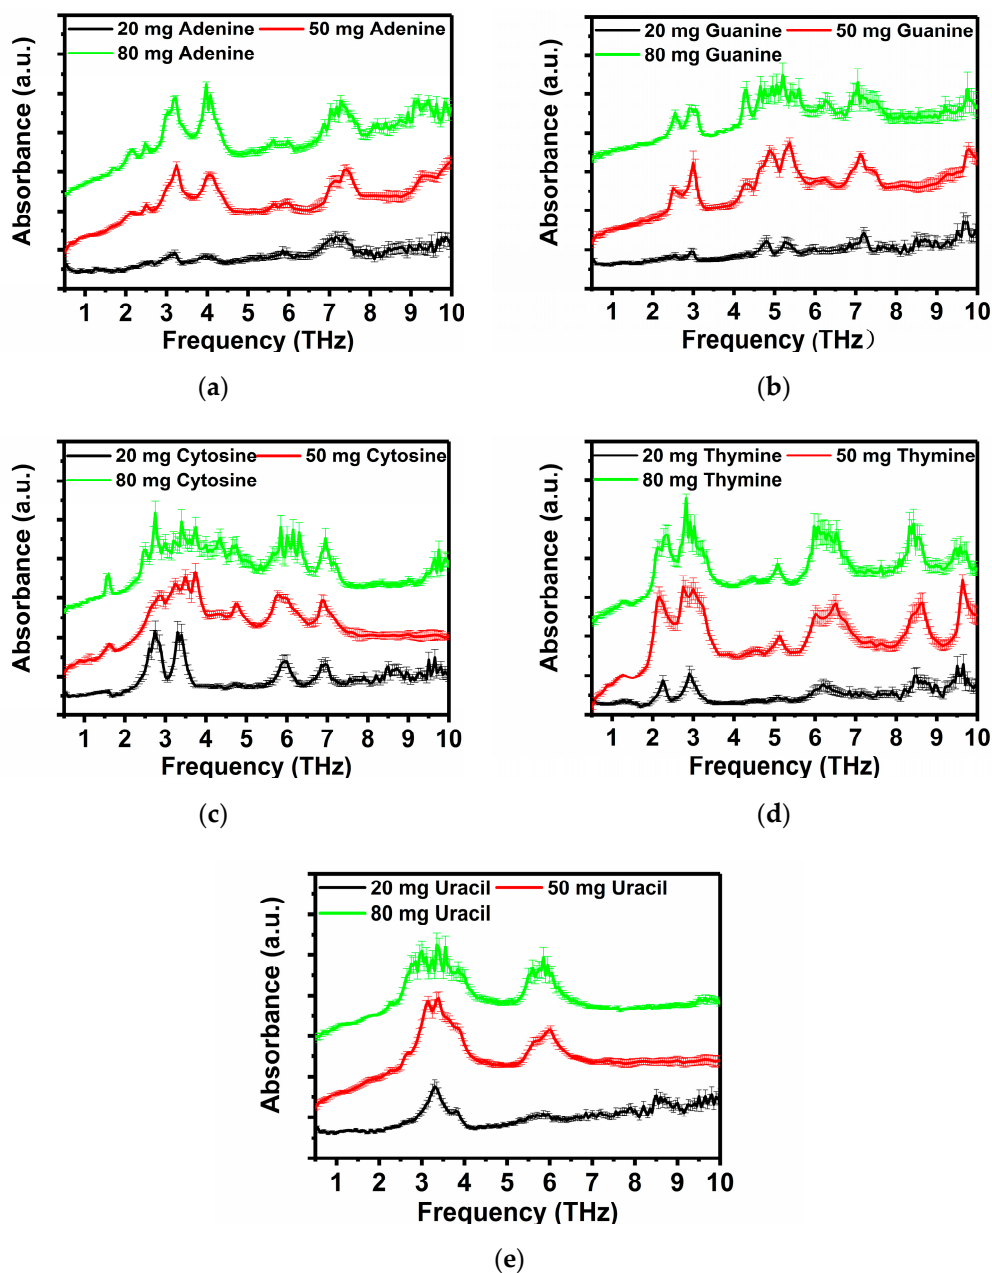 20 mg Adenine 50 mg Adenine
80 mg Adenine
Absorbance (a.u.)
1 2 3 4 5 6 7 8 9 10
Frequency (THz)
(a)
20 mg Guanine 50 mg Guanine
80 mg Guanine
Absorbance (a.u.)
1 2 3 4 5 6 7 8 9 10
Frequency (THz）
(b)
20 mg Cytosine 50 mg Cytosine
80 mg Cytosine
Absorbance (a.u.)
1 2 3 4 5 6 7 8 9 10
Frequency (THz)
(c)
20 mg Thymine 50 mg Thymine
80 mg Thymine
Absorbance (a.u.)
1 2 3 4 5 6 7 8 9 10
Frequency (THz)
(d)
20 mg Uracil 50 mg Uracil
80 mg Uracil
Absorbance (a.u.)
1 2 3 4 5 6 7 8 9 10
Frequency (THz)
(e)